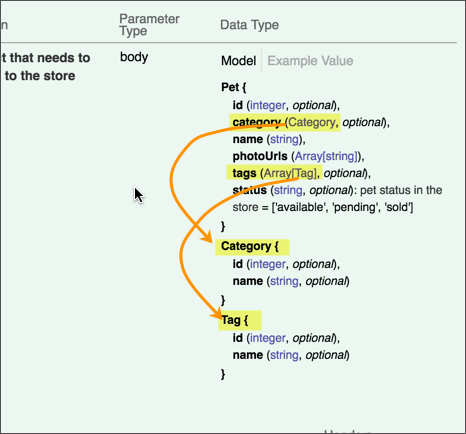 n
Parameter
Type
Data Type
t that needs to
to the store
body
Model
Example Value
Pet {
id (integer, optional),
category (Category, optional),
name (string),
photoUrls (Array[string]),
tags (Array[Tag], optional),
status (string, optional): pet status in the
store = ['available', 'pending', 'sold']
}
Category {
id (integer, optional),
name (string, optional)
}
Tag {
id (integer, optional),
name (string, optional)
}